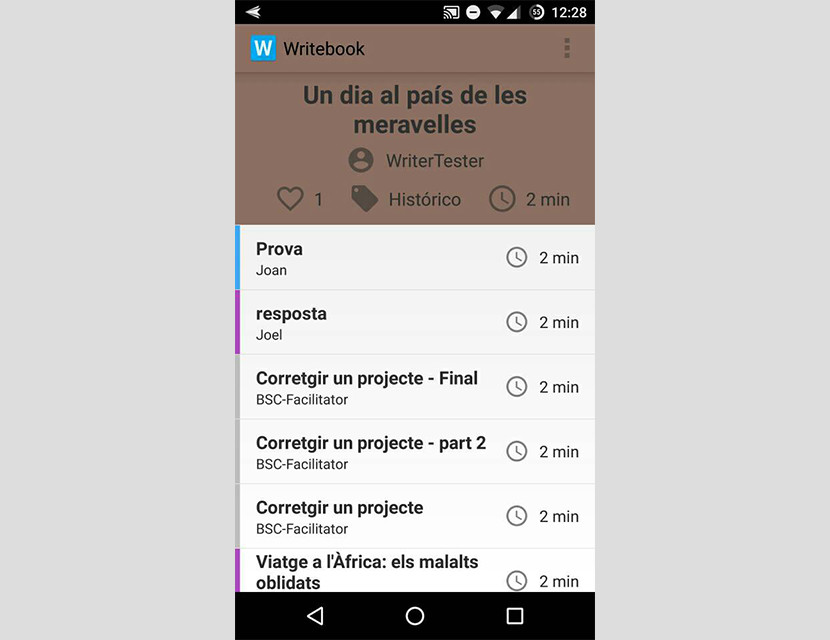 55 12:28
W Writebook
Un dia al país de les
meravelles
WriterTester
1 Histórico 2 min
Prova
Joan
2 min
resposta
Joel
2 min
Corretgir un projecte - Final
BSC-Facilitator
2 min
Corretgir un projecte - part 2
BSC-Facilitator
2 min
Corretgir un projecte
BSC-Facilitator
2 min
Viatge a l'Àfrica: els malalts
oblidats
2 min